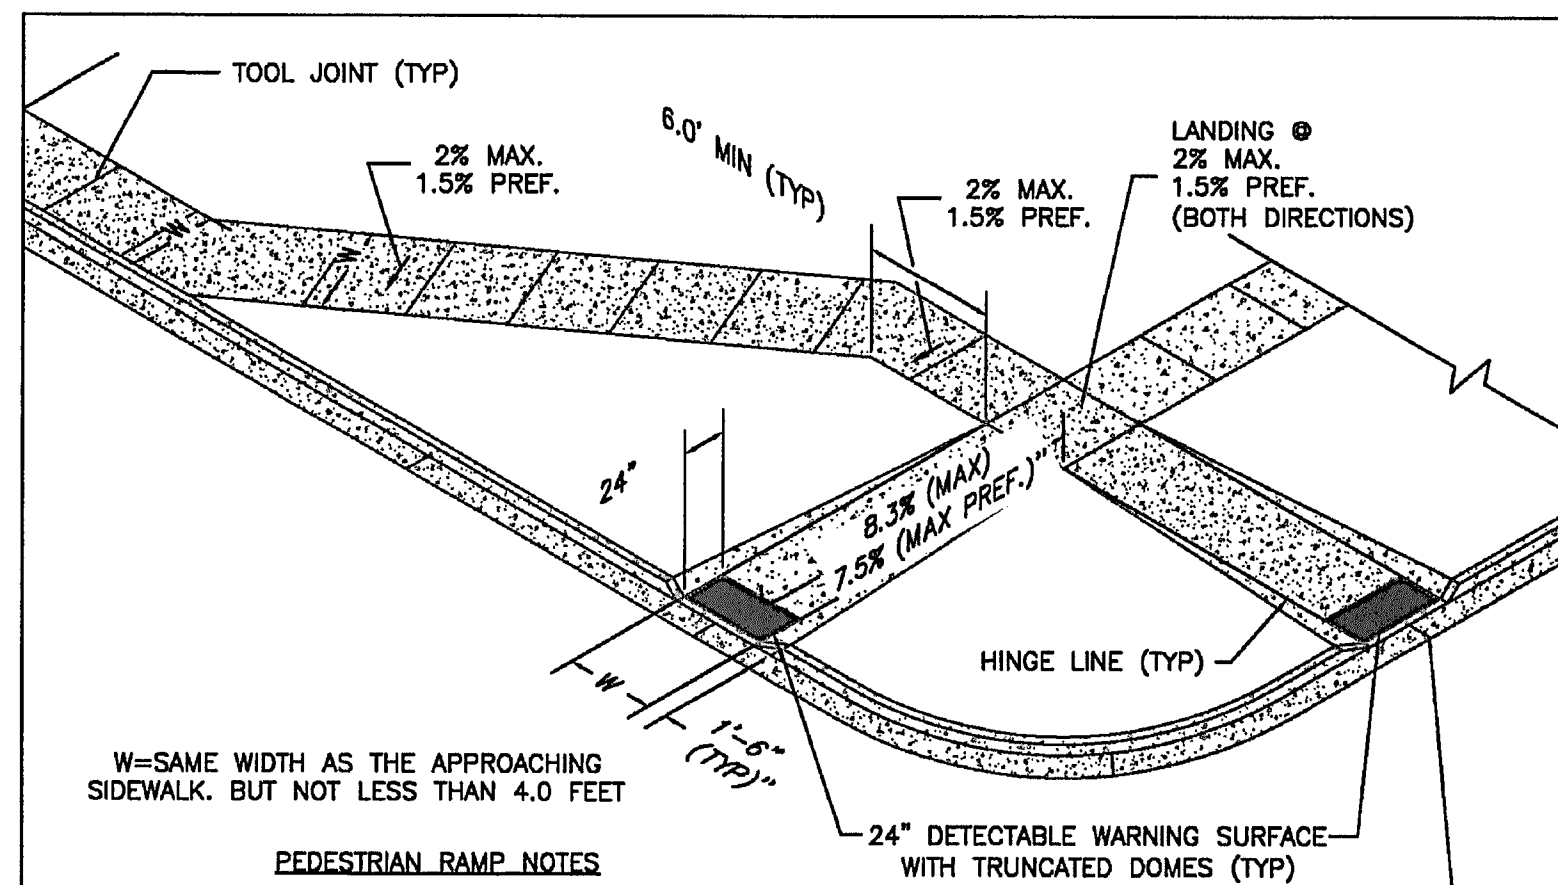 TOOL JOINT (TYP)
2% MAX.
1.5% PREF.
6.0' MIN (TYP)
2% MAX.
1.5% PREF.
LANDING @
2% MAX.
1.5% PREF.
(BOTH DIRECTIONS)
W
W
24"
8.3% (MAX)
7.5% (MAX PREF.)"
HINGE LINE (TYP)
W
1'-6"
(TYP)"
W=SAME WIDTH AS THE APPROACHING
SIDEWALK. BUT NOT LESS THAN 4.0 FEET
24" DETECTABLE WARNING SURFACE
WITH TRUNCATED DOMES (TYP)
PEDESTRIAN RAMP NOTES